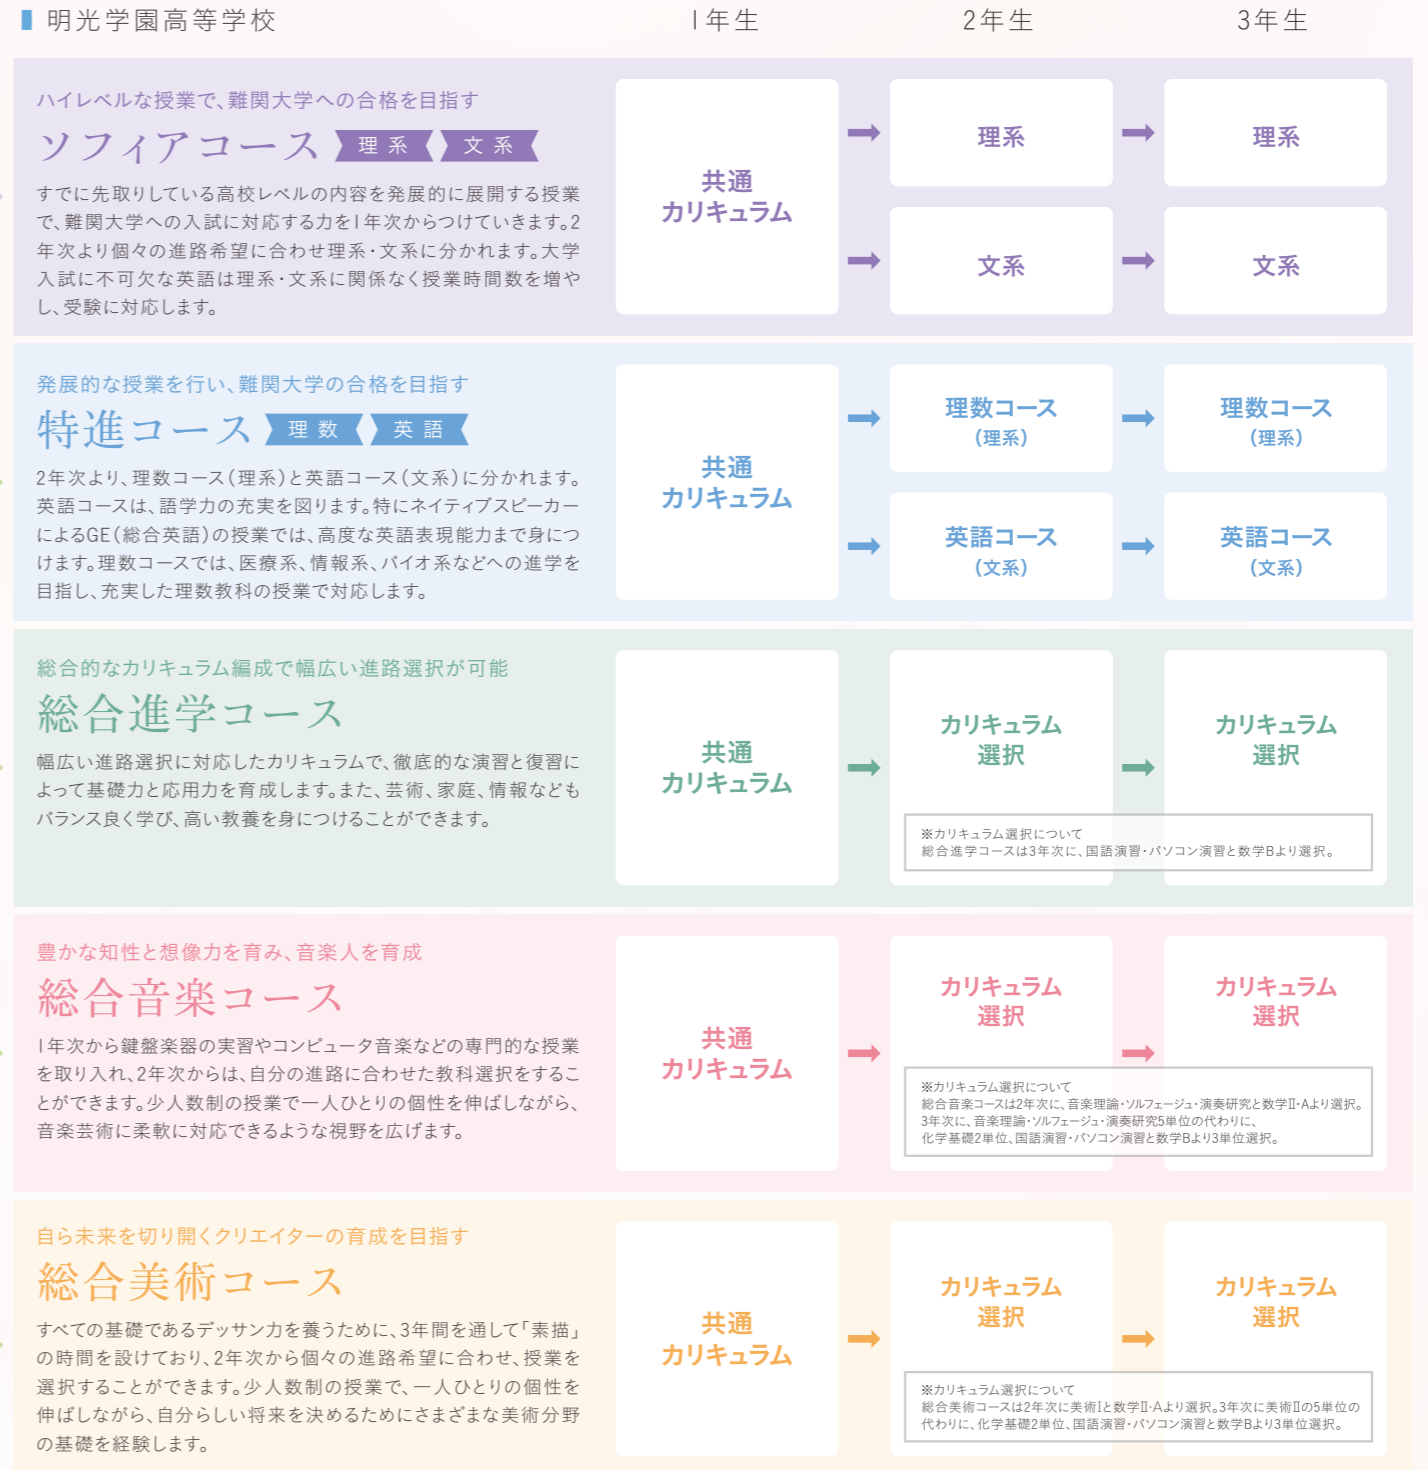 明光学園高等学校
1年生
2年生
3年生
ハイレベルな授業で、難関大学への合格を目指す
ソフィアコース 理系 文系
すでに先取りしている高校レベルの内容を発展的に展開する授業
で、難関大学への入試に対応する力を1年次からつけていきます。2
年次より個々の進路希望に合わせ理系・文系に分かれます。大学
入試に不可欠な英語は理系・文系に関係なく授業時間数を増や
し、受験に対応します。
共通
カリキュラム
理系
理系
文系
文系
発展的な授業を行い、難関大学の合格を目指す
特進コース 理数 英語
2年次より、理数コース(理系)と英語コース(文系)に分かれます。
英語コースは、語学力の充実を図ります。特にネイティブスピーカー
によるGE(総合英語)の授業では、高度な英語表現能力まで身につ
けます。理数コースでは、医療系、情報系、バイオ系などへの進学を
目指し、充実した理数教科の授業で対応します。
共通
カリキュラム
理数コース
(理系)
理数コース
(理系)
英語コース
(文系)
英語コース
(文系)
総合的なカリキュラム編成で幅広い進路選択が可能
総合進学コース
幅広い進路選択に対応したカリキュラムで、徹底的な演習と復習に
よって基礎力と応用力を育成します。また、芸術、家庭、情報なども
バランス良く学び、高い教養を身につけることができます。
共通
カリキュラム
カリキュラム
選択
カリキュラム
選択
※カリキュラム選択について
総合進学コースは3年次に、国語演習・パソコン演習と数学Bより選択。
豊かな知性と想像力を育み、音楽人を育成
総合音楽コース
1年次から鍵盤楽器の実習やコンピュータ音楽などの専門的な授業
を取り入れ、2年次からは、自分の進路に合わせた教科選択をするこ
とができます。少人数制の授業で一人ひとりの個性を伸ばしながら、
音楽芸術に柔軟に対応できるような視野を広げます。
共通
カリキュラム
カリキュラム
選択
カリキュラム
選択
※カリキュラム選択について
総合音楽コースは2年次に、音楽理論・ソルフェージュ・演奏研究と数学Ⅱ・Aより選択。
3年次に、音楽理論・ソルフェージュ・演奏研究5単位の代わりに、
化学基礎2単位、国語演習・パソコン演習と数学Bより3単位選択。
自ら未来を切り開くクリエイターの育成を目指す
総合美術コース
すべての基礎であるデッサン力を養うために、3年間を通して「素描」
の時間を設けており、2年次から個々の進路希望に合わせ、授業を
選択することができます。少人数制の授業で、一人ひとりの個性を
伸ばしながら、自分らしい将来を決めるためにさまざまな美術分野
の基礎を経験します。
共通
カリキュラム
カリキュラム
選択
カリキュラム
選択
※カリキュラム選択について
総合美術コースは2年次に美術Ⅰと数学Ⅱ・Aより選択。3年次に美術Ⅱの5単位の
代わりに、化学基礎2単位、国語演習・パソコン演習と数学Bより3単位選択。